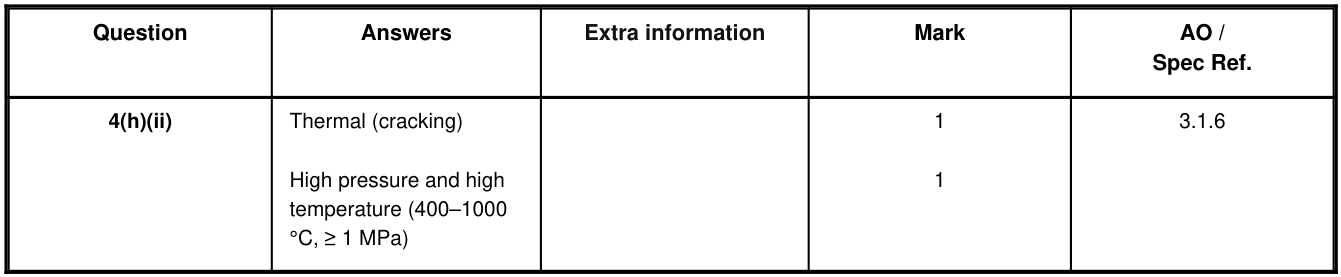 Question Answers Extra information Mark AO /
Spec Ref.
4(h)(ii) Thermal (cracking) 1 3.1.6
High pressure and high 1
temperature (400–1000
°C, ≥ 1 MPa)